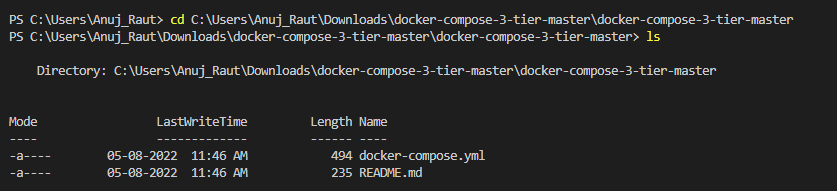 PS C:\Users\Anuj_Raut> cd C:\Users\Anuj_Raut\Downloads\docker-compose-3-tier-master\docker-compose-3-tier-master
PS C:\Users\Anuj_Raut\Downloads\docker-compose-3-tier-master\docker-compose-3-tier-master> ls
Directory: C:\Users\Anuj_Raut\Downloads\docker-compose-3-tier-master\docker-compose-3-tier-master
Mode LastWriteTime Length Name
---- ------------- ------ ----
-a---- 05-08-2022 11:46 AM 494 docker-compose.yml
-a---- 05-08-2022 11:46 AM 235 README.md